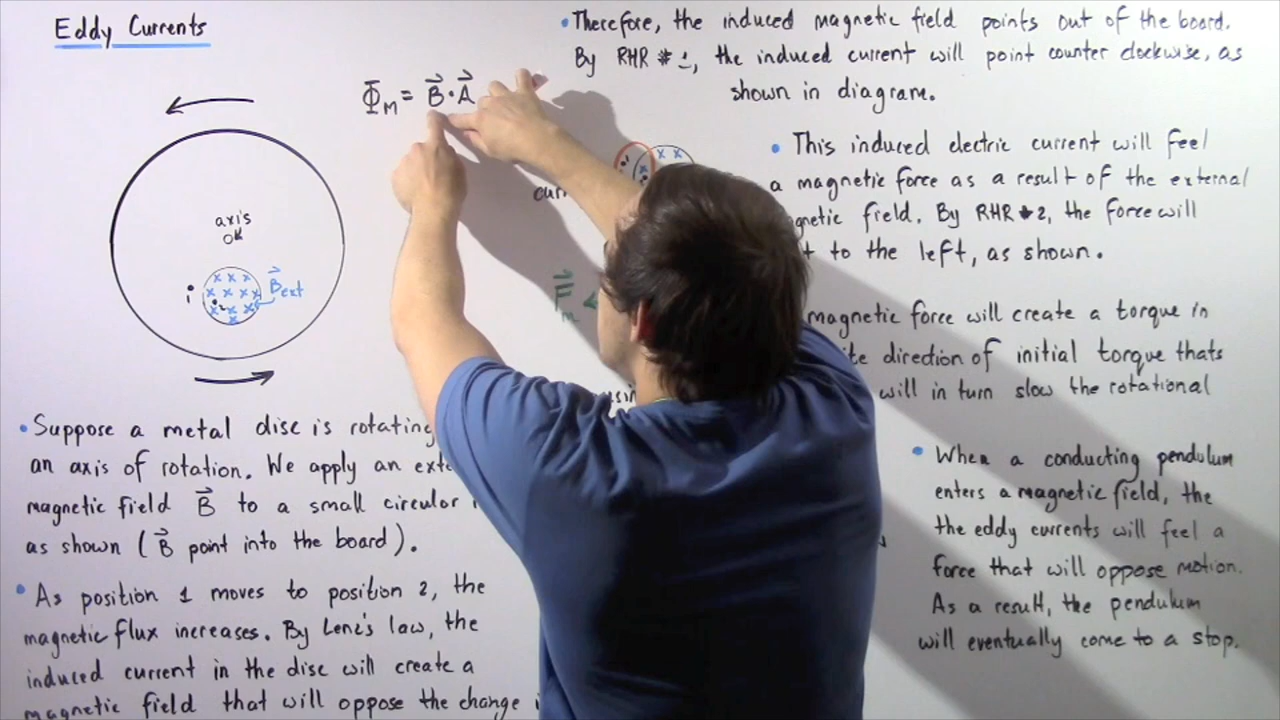 Eddy Currents
Φ_M = B⃗ · A⃗
axis
B⃗ext
1
2
• Suppose a metal disc is rotating
an axis of rotation. We apply an
magnetic field B⃗ to a small circular
as shown (B⃗ point into the board).
• As position 1 moves to position 2, the
magnetic flux increases. By Lenz's law, the
induced current in the disc will create a
magnetic field that will oppose the change
F⃗m
• Therefore, the induced magnetic field points out of the board.
By RHR #1, the induced current will point counter clockwise, as
shown in diagram.
• This induced electric current will feel
a magnetic force as a result of the external
field. By RHR #2, the force will
to the left, as shown.
magnetic force will create a torque in
direction of initial torque thats
will in turn slow the rotational
• When a conducting pendulum
enters a magnetic field, the
the eddy currents will feel a
force that will oppose motion.
As a result, the pendulum
will eventually come to a stop.